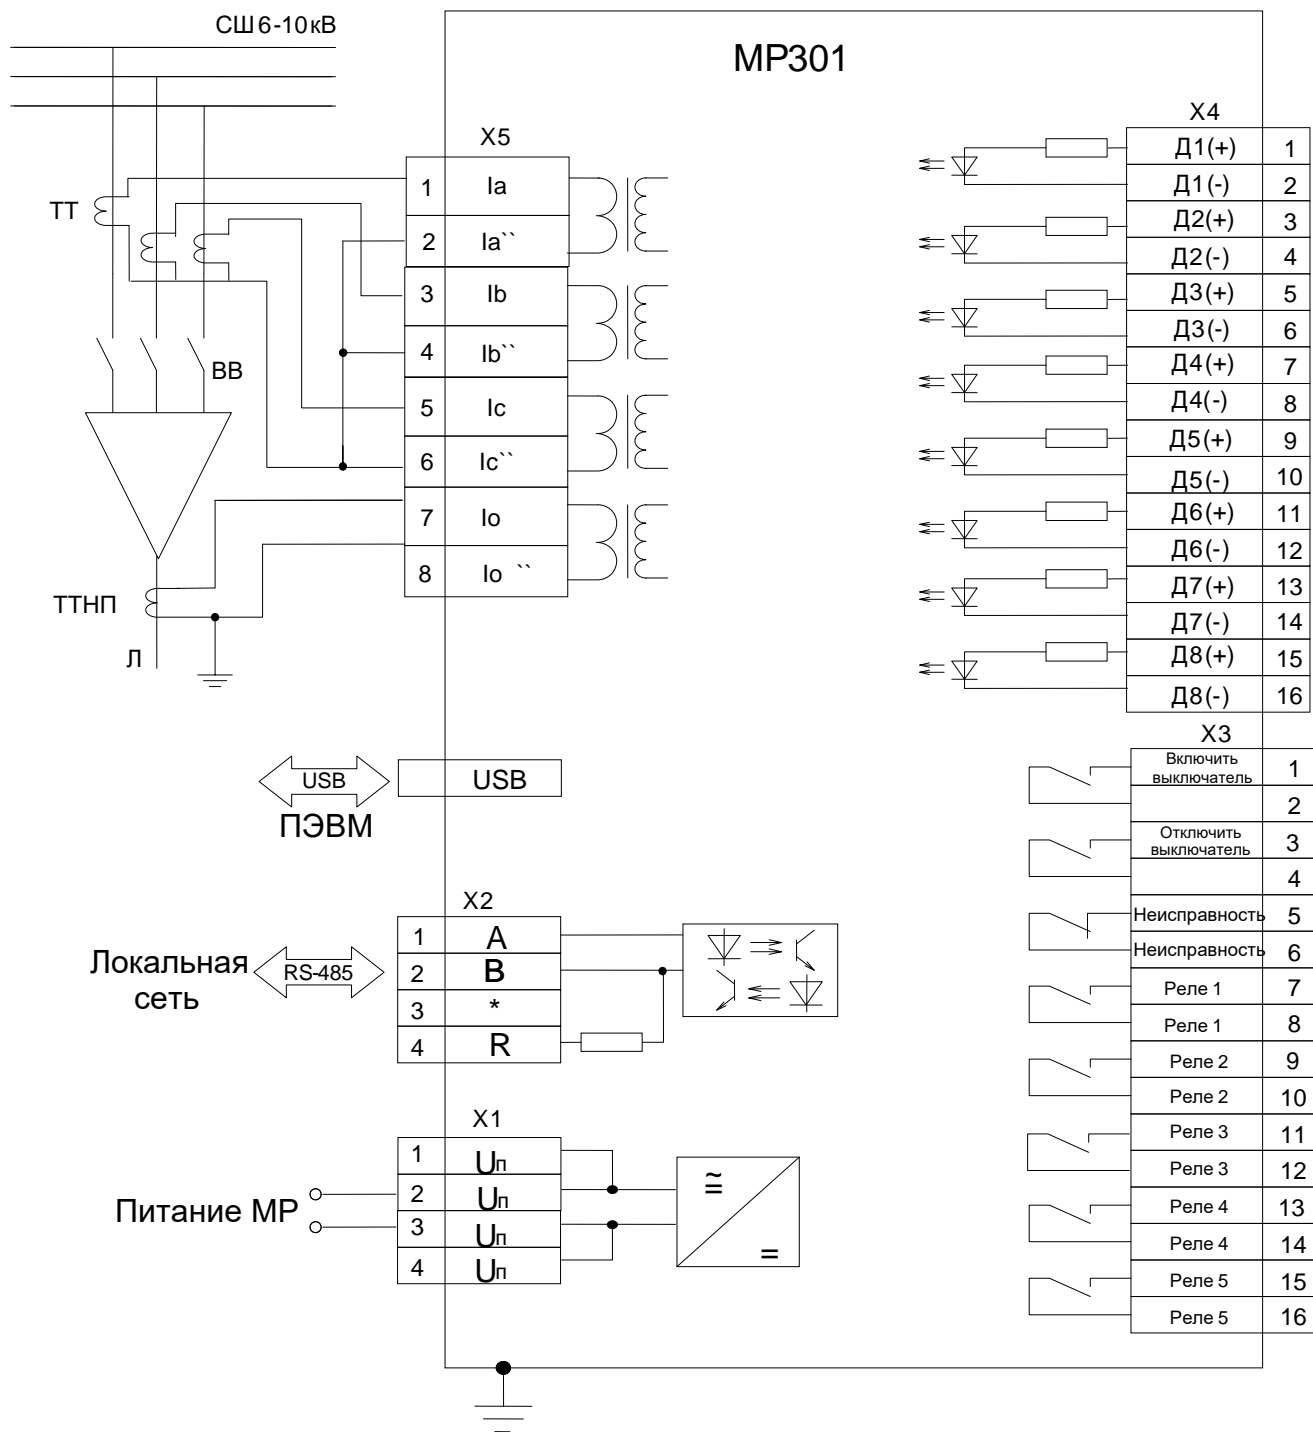 СШ 6-10кВ
МР301
ТТ
ВВ
ТТНП
Л
X5
1 Ia
2 Ia``
3 Ib
4 Ib``
5 Ic
6 Ic``
7 Io
8 Io ``
X4
Д1(+) 1
Д1(-) 2
Д2(+) 3
Д2(-) 4
Д3(+) 5
Д3(-) 6
Д4(+) 7
Д4(-) 8
Д5(+) 9
Д5(-) 10
Д6(+) 11
Д6(-) 12
Д7(+) 13
Д7(-) 14
Д8(+) 15
Д8(-) 16
USB
USB
ПЭВМ
X3
Включить
выключатель 1
2
Отключить
выключатель 3
4
Неисправность 5
Неисправность 6
Реле 1 7
Реле 1 8
Реле 2 9
Реле 2 10
Реле 3 11
Реле 3 12
Реле 4 13
Реле 4 14
Реле 5 15
Реле 5 16
X2
Локальная
сеть
RS-485
1 A
2 B
3 *
4 R
X1
Питание МР
1 Uп
2 Uп
3 Uп
4 Uп